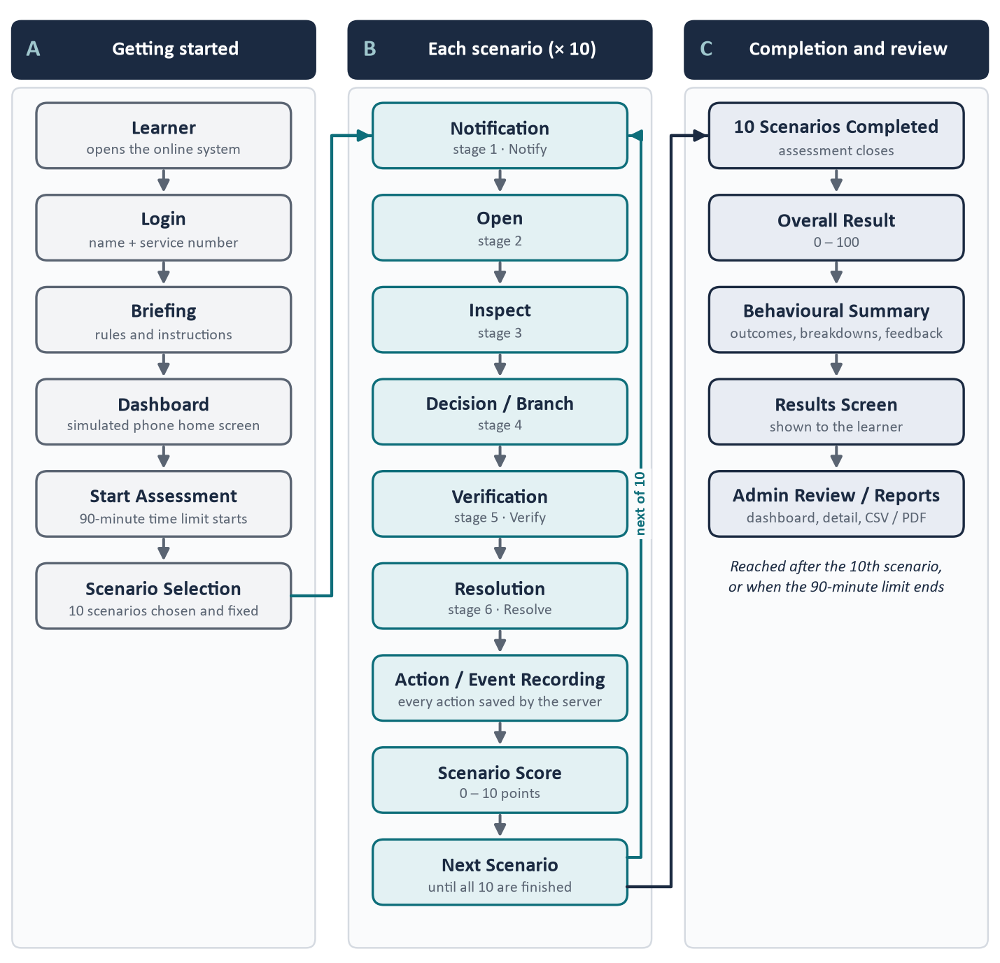 A
Getting started
Learner
opens the online system
Login
name + service number
Briefing
rules and instructions
Dashboard
simulated phone home screen
Start Assessment
90-minute time limit starts
Scenario Selection
10 scenarios chosen and fixed
B
Each scenario (× 10)
Notification
stage 1 · Notify
Open
stage 2
Inspect
stage 3
Decision / Branch
stage 4
Verification
stage 5 · Verify
Resolution
stage 6 · Resolve
Action / Event Recording
every action saved by the server
Scenario Score
0 – 10 points
Next Scenario
until all 10 are finished
next of 10
C
Completion and review
10 Scenarios Completed
assessment closes
Overall Result
0 – 100
Behavioural Summary
outcomes, breakdowns, feedback
Results Screen
shown to the learner
Admin Review / Reports
dashboard, detail, CSV / PDF
Reached after the 10th scenario,
or when the 90-minute limit ends